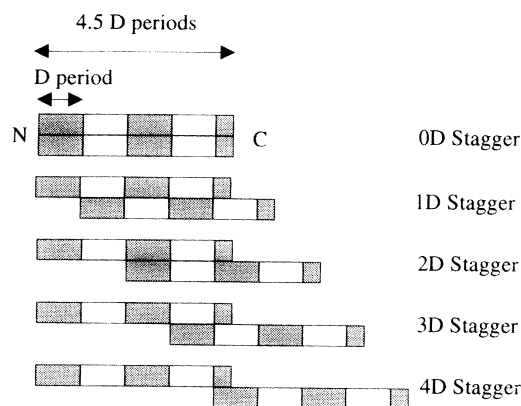 4.5 D periods
D period
N
C
0D Stagger
1D Stagger
2D Stagger
3D Stagger
4D Stagger